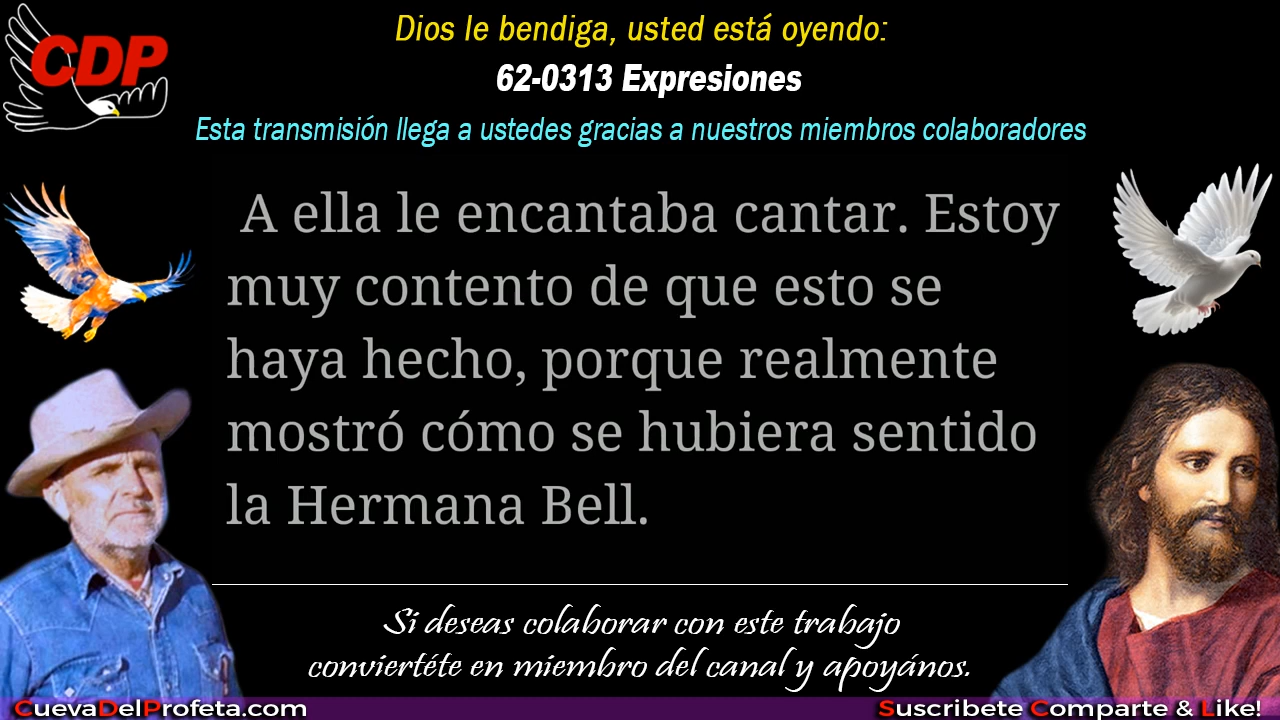 CDP
Dios le bendiga, usted está oyendo:
62-0313 Expresiones
Esta transmisión llega a ustedes gracias a nuestros miembros colaboradores
A ella le encantaba cantar. Estoy
muy contento de que esto se
haya hecho, porque realmente
mostró cómo se hubiera sentido
la Hermana Bell.
Si deseas colaborar con este trabajo
conviertéte en miembro del canal y apoyános.
CuevaDelProfeta.com
Suscribete Comparte & Like!